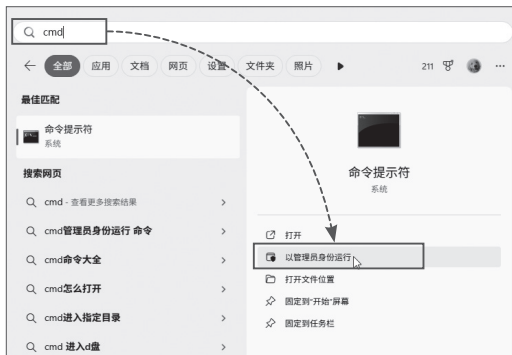 cmd
全部 应用 文档 网页 设置 文件夹 照片 211 ...
最佳匹配
命令提示符
系统
搜索网页
cmd - 查看更多搜索结果
cmd管理员身份运行 命令
cmd命令大全
cmd怎么打开
cmd进入指定目录
cmd 进入d盘
命令提示符
系统
打开
以管理员身份运行
打开文件位置
固定到"开始"屏幕
固定到任务栏